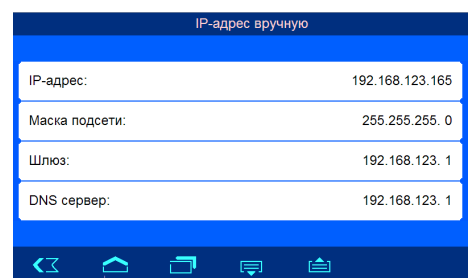 IP-адрес вручную
IP-адрес: 192.168.123.165
Маска подсети: 255.255.255. 0
Шлюз: 192.168.123. 1
DNS сервер: 192.168.123. 1